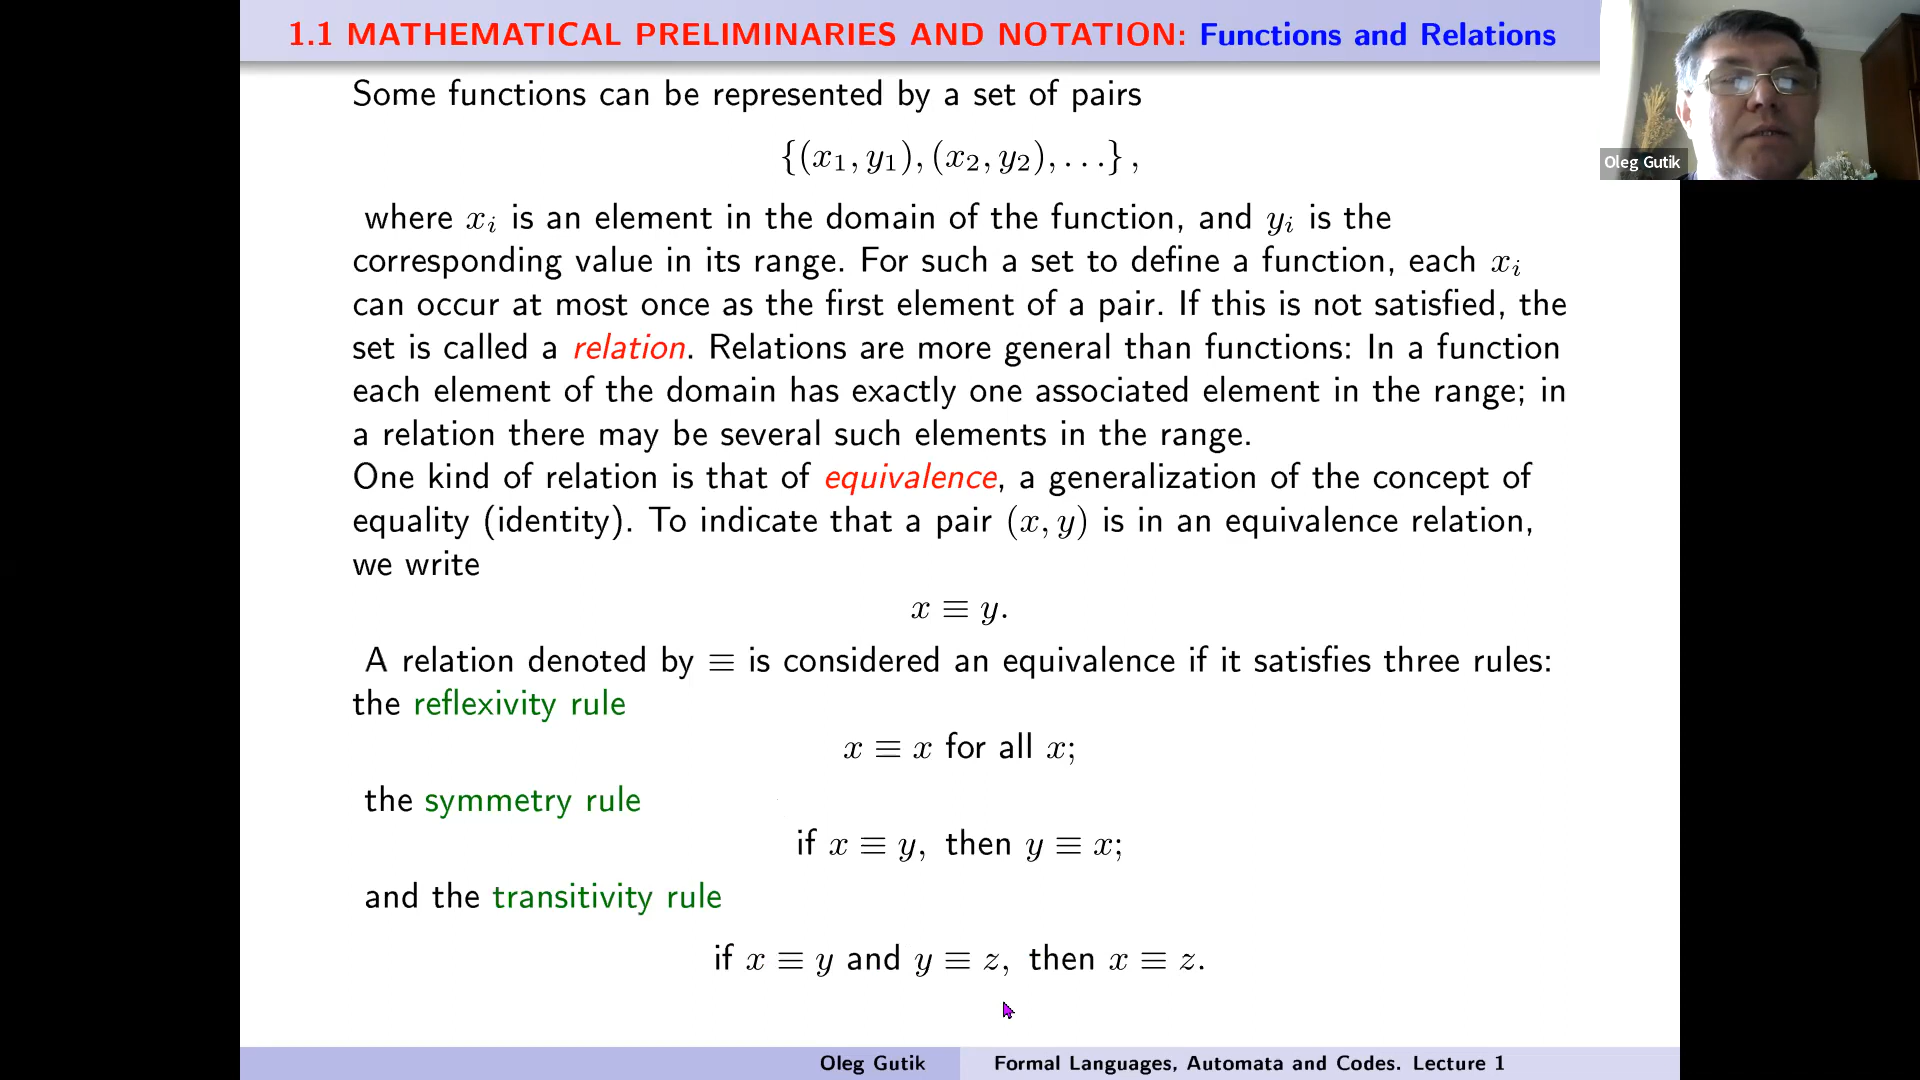 1.1 MATHEMATICAL PRELIMINARIES AND NOTATION: Functions and Relations
Some functions can be represented by a set of pairs
{(x₁, y₁), (x₂, y₂), . . .} ,
where xᵢ is an element in the domain of the function, and yᵢ is the
corresponding value in its range. For such a set to define a function, each xᵢ
can occur at most once as the first element of a pair. If this is not satisfied, the
set is called a relation. Relations are more general than functions: In a function
each element of the domain has exactly one associated element in the range; in
a relation there may be several such elements in the range.
One kind of relation is that of equivalence, a generalization of the concept of
equality (identity). To indicate that a pair (x, y) is in an equivalence relation,
we write
x ≡ y.
A relation denoted by ≡ is considered an equivalence if it satisfies three rules:
the reflexivity rule
x ≡ x for all x;
the symmetry rule
if x ≡ y, then y ≡ x;
and the transitivity rule
if x ≡ y and y ≡ z, then x ≡ z.
Oleg Gutik
Oleg Gutik Formal Languages, Automata and Codes. Lecture 1